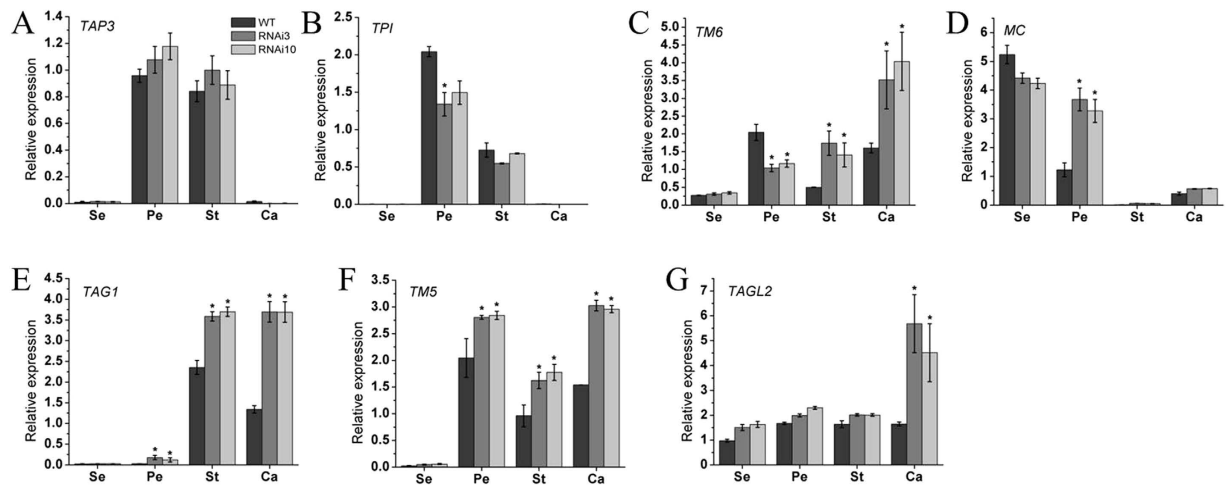 A
TAP3
WT
RNAi3
RNAi10
Relative expression
1.4
1.2
1.0
0.8
0.6
0.4
0.2
0.0
Se Pe St Ca
B
TPI
Relative expression
2.5
2.0
1.5
1.0
0.5
0.0
*
Se Pe St Ca
C
TM6
Relative expression
5.0
4.5
4.0
3.5
3.0
2.5
2.0
1.5
1.0
0.5
0.0
* * * * * *
Se Pe St Ca
D
MC
Relative expression
6
5
4
3
2
1
0
* *
Se Pe St Ca
E
TAG1
Relative expression
4.5
4.0
3.5
3.0
2.5
2.0
1.5
1.0
0.5
0.0
* * * * * *
Se Pe St Ca
F
TM5
Relative expression
3.5
3.0
2.5
2.0
1.5
1.0
0.5
0.0
* * * * * *
Se Pe St Ca
G
TAGL2
Relative expression
7
6
5
4
3
2
1
0
* *
Se Pe St Ca